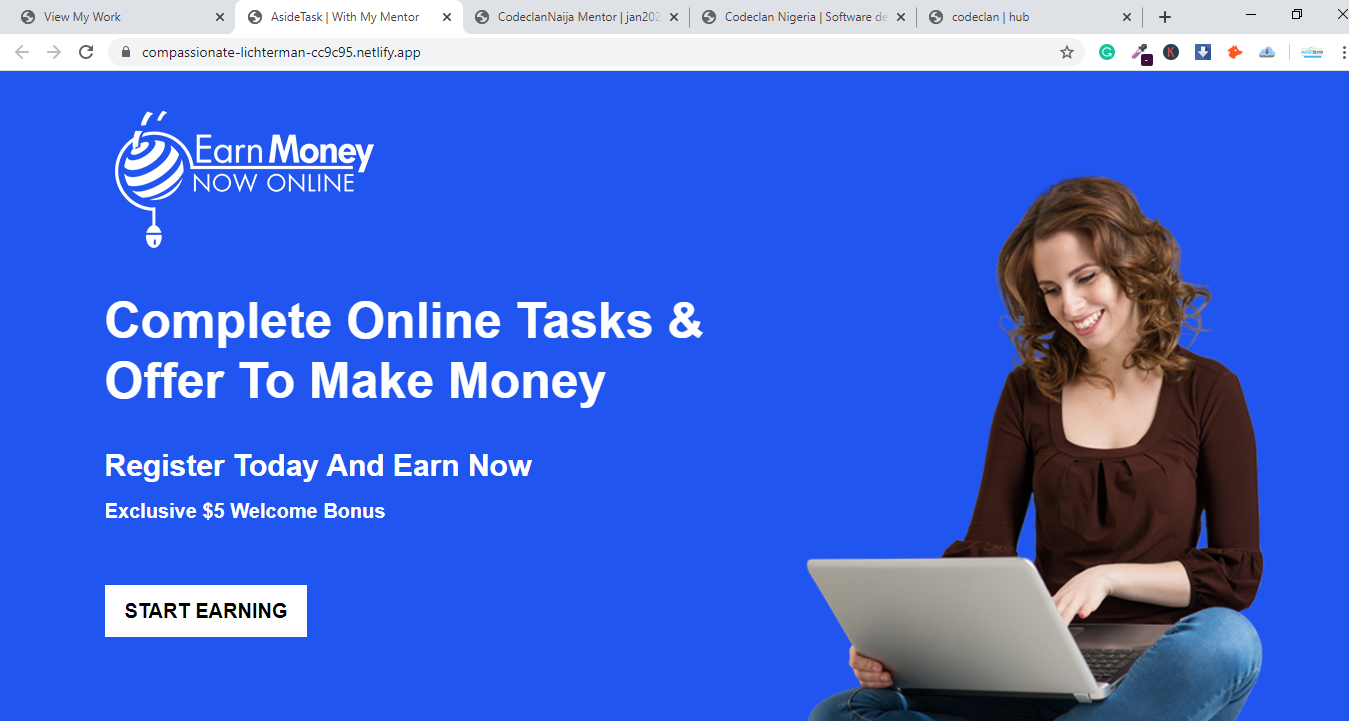 View My Work
AsideTask | With My Mentor
CodeclanNaija Mentor | jan202
Codeclan Nigeria | Software de
codeclan | hub
compassionate-lichterman-cc9c95.netlify.app
Earn Money
NOW ONLINE
Complete Online Tasks &
Offer To Make Money
Register Today And Earn Now
Exclusive $5 Welcome Bonus
START EARNING